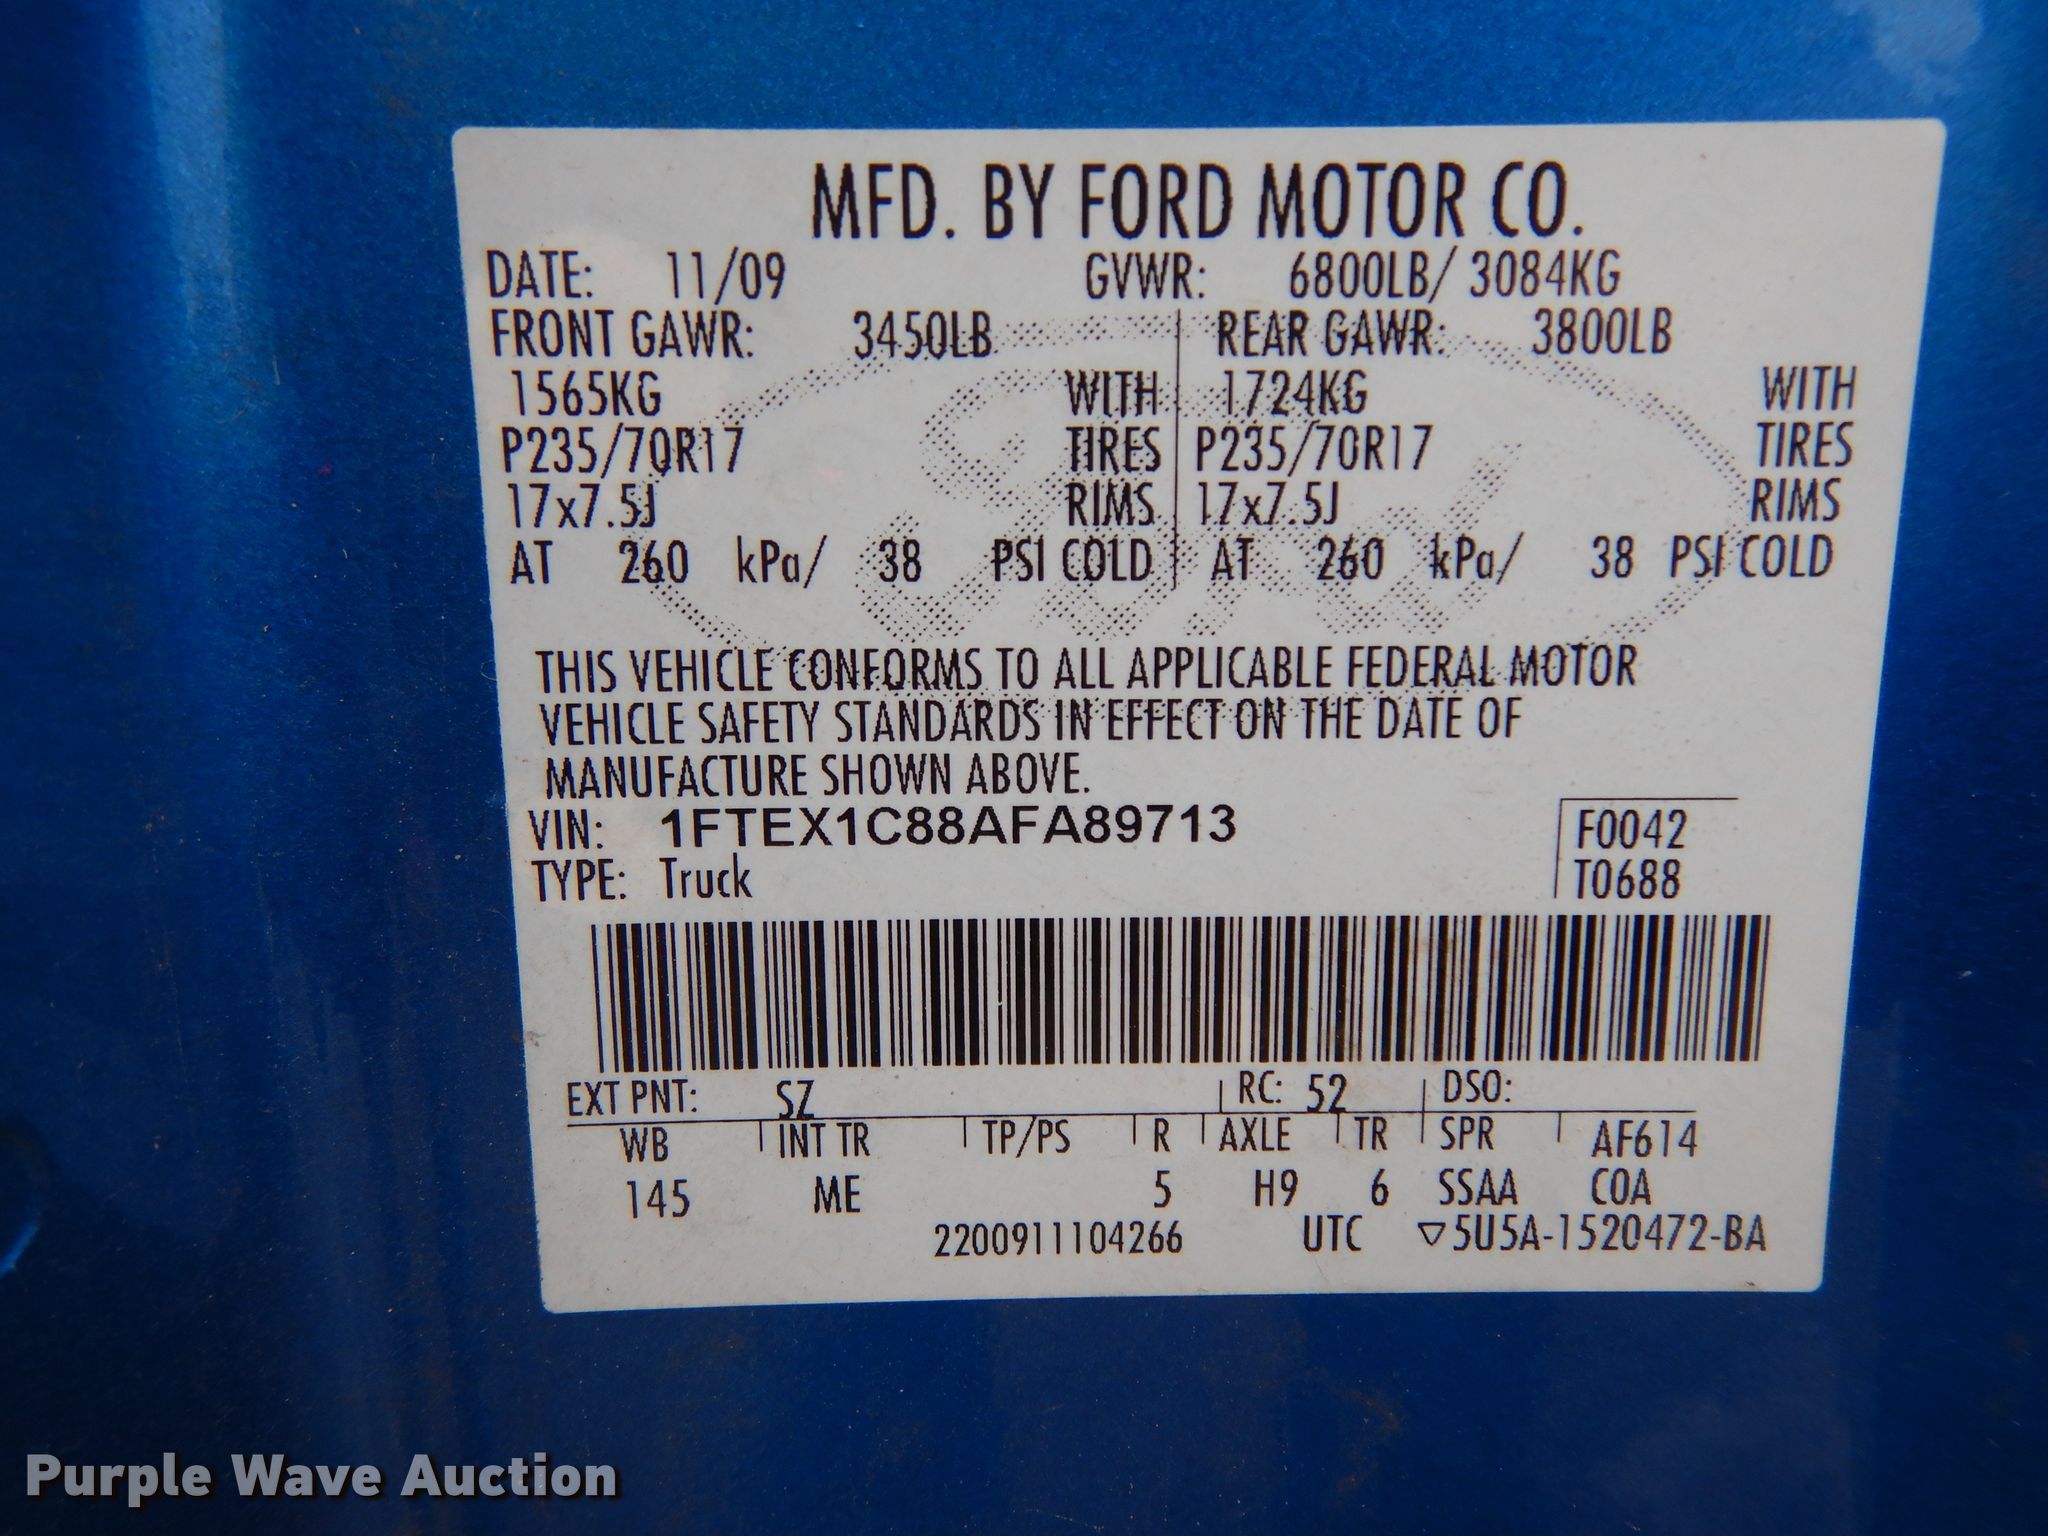 MFD. BY FORD MOTOR CO.
DATE: 11/09 GVWR: 6800LB/ 3084KG
FRONT GAWR: 3450LB REAR GAWR: 3800LB
1565KG WITH 1724KG WITH
P235/70R17 TIRES P235/70R17 TIRES
17x7.5J RIMS 17x7.5J RIMS
AT 260 kPa/ 38 PSI COLD AT 260 kPa/ 38 PSI COLD
Ford
THIS VEHICLE CONFORMS TO ALL APPLICABLE FEDERAL MOTOR
VEHICLE SAFETY STANDARDS IN EFFECT ON THE DATE OF
MANUFACTURE SHOWN ABOVE.
VIN: 1FTEX1C88AFA89713 F0042
TYPE: Truck T0688
EXT PNT: SZ RC: 52 DSO:
WB INT TR TP/PS R AXLE TR SPR AF614
145 ME 5 H9 6 SSAA COA
2200911104266 UTC ▽5U5A-1520472-BA
Purple Wave Auction